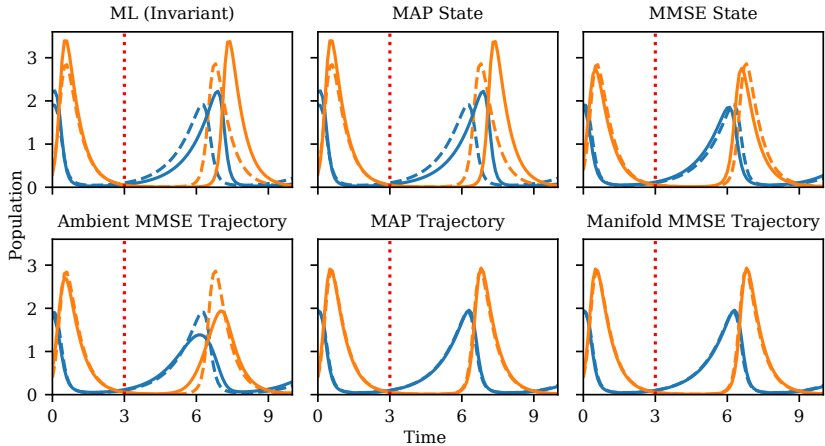 ML (Invariant)
MAP State
MMSE State
3
2
1
0
Population
Ambient MMSE Trajectory
MAP Trajectory
Manifold MMSE Trajectory
3
2
1
0
0 3 6 9
0 3 6 9
0 3 6 9
Time